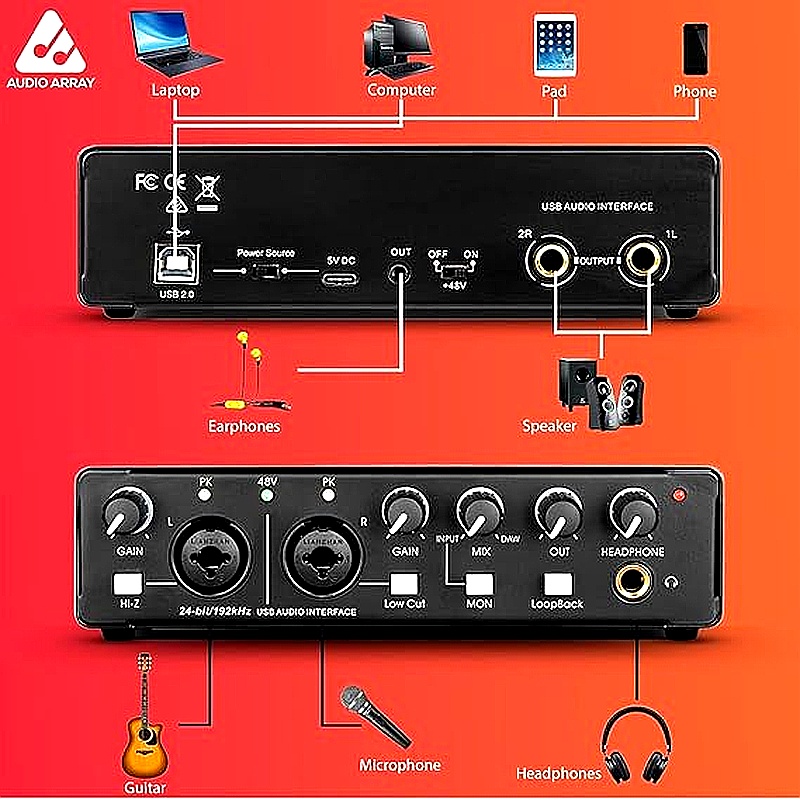 AUDIO ARRAY
Laptop
Computer
Pad
Phone
FC CE
USB AUDIO INTERFACE
2R
1L
OUTPUT
Power Source
5V DC
OUT
OFF ON
+48V
USB 2.0
Earphones
Speaker
PK
48V
PK
L
R
GAIN
GAIN
INPUT
MIX
DAW
OUT
HEADPHONE
HI-Z
Low Cut
MON
LoopBack
24-bit/192kHz
USB AUDIO INTERFACE
Guitar
Microphone
Headphones